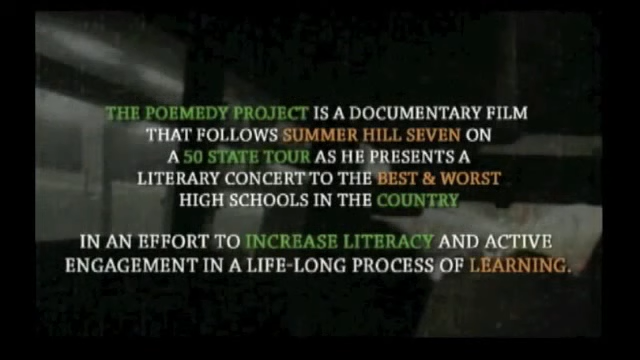 THE POEMEDY PROJECT IS A DOCUMENTARY FILM
THAT FOLLOWS SUMMER HILL SEVEN ON
A 50 STATE TOUR AS HE PRESENTS A
LITERARY CONCERT TO THE BEST & WORST
HIGH SCHOOLS IN THE COUNTRY
IN AN EFFORT TO INCREASE LITERACY AND ACTIVE
ENGAGEMENT IN A LIFE-LONG PROCESS OF LEARNING.